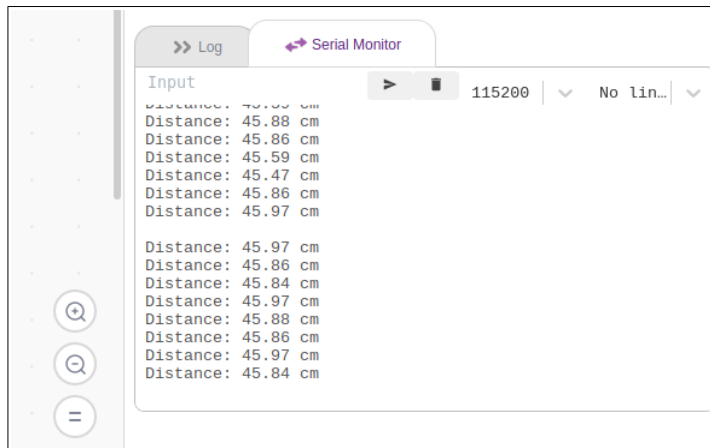 Log
Serial Monitor
Input
115200
No lin…
Distance: cm
Distance: 45.88 cm
Distance: 45.86 cm
Distance: 45.59 cm
Distance: 45.47 cm
Distance: 45.86 cm
Distance: 45.97 cm
Distance: 45.97 cm
Distance: 45.86 cm
Distance: 45.84 cm
Distance: 45.97 cm
Distance: 45.88 cm
Distance: 45.86 cm
Distance: 45.97 cm
Distance: 45.84 cm